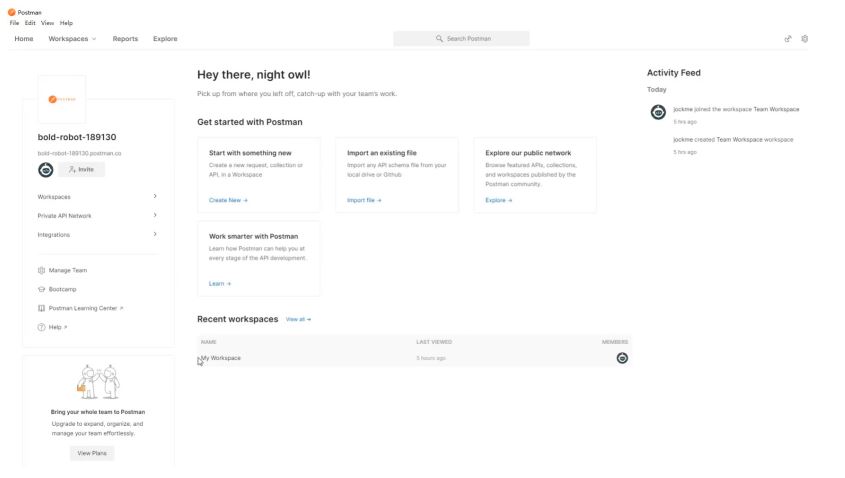 Postman
File Edit View Help
Home Workspaces Reports Explore
Search Postman
POSTMAN
bold-robot-189130
bold-robot-189130.postman.co
Invite
Workspaces
Private API Network
Integrations
Manage Team
Bootcamp
Postman Learning Center
Help
Bring your whole team to Postman
Upgrade to expand, organize, and
manage your team effortlessly.
View Plans
Hey there, night owl!
Pick up from where you left off, catch-up with your team's work.
Get started with Postman
Start with something new
Create a new request, collection or
API, in a Workspace
Create New →
Import an existing file
Import any API schema file from your
local drive or Github
Import file →
Explore our public network
Browse featured APIs, collections,
and workspaces published by the
Postman community.
Explore →
Work smarter with Postman
Learn how Postman can help you at
every stage of the API development.
Learn →
Recent workspaces View all →
NAME LAST VIEWED MEMBERS
My Workspace 5 hours ago
Activity Feed
Today
jockme joined the workspace Team Workspace
5 hrs ago
jockme created Team Workspace workspace
5 hrs ago